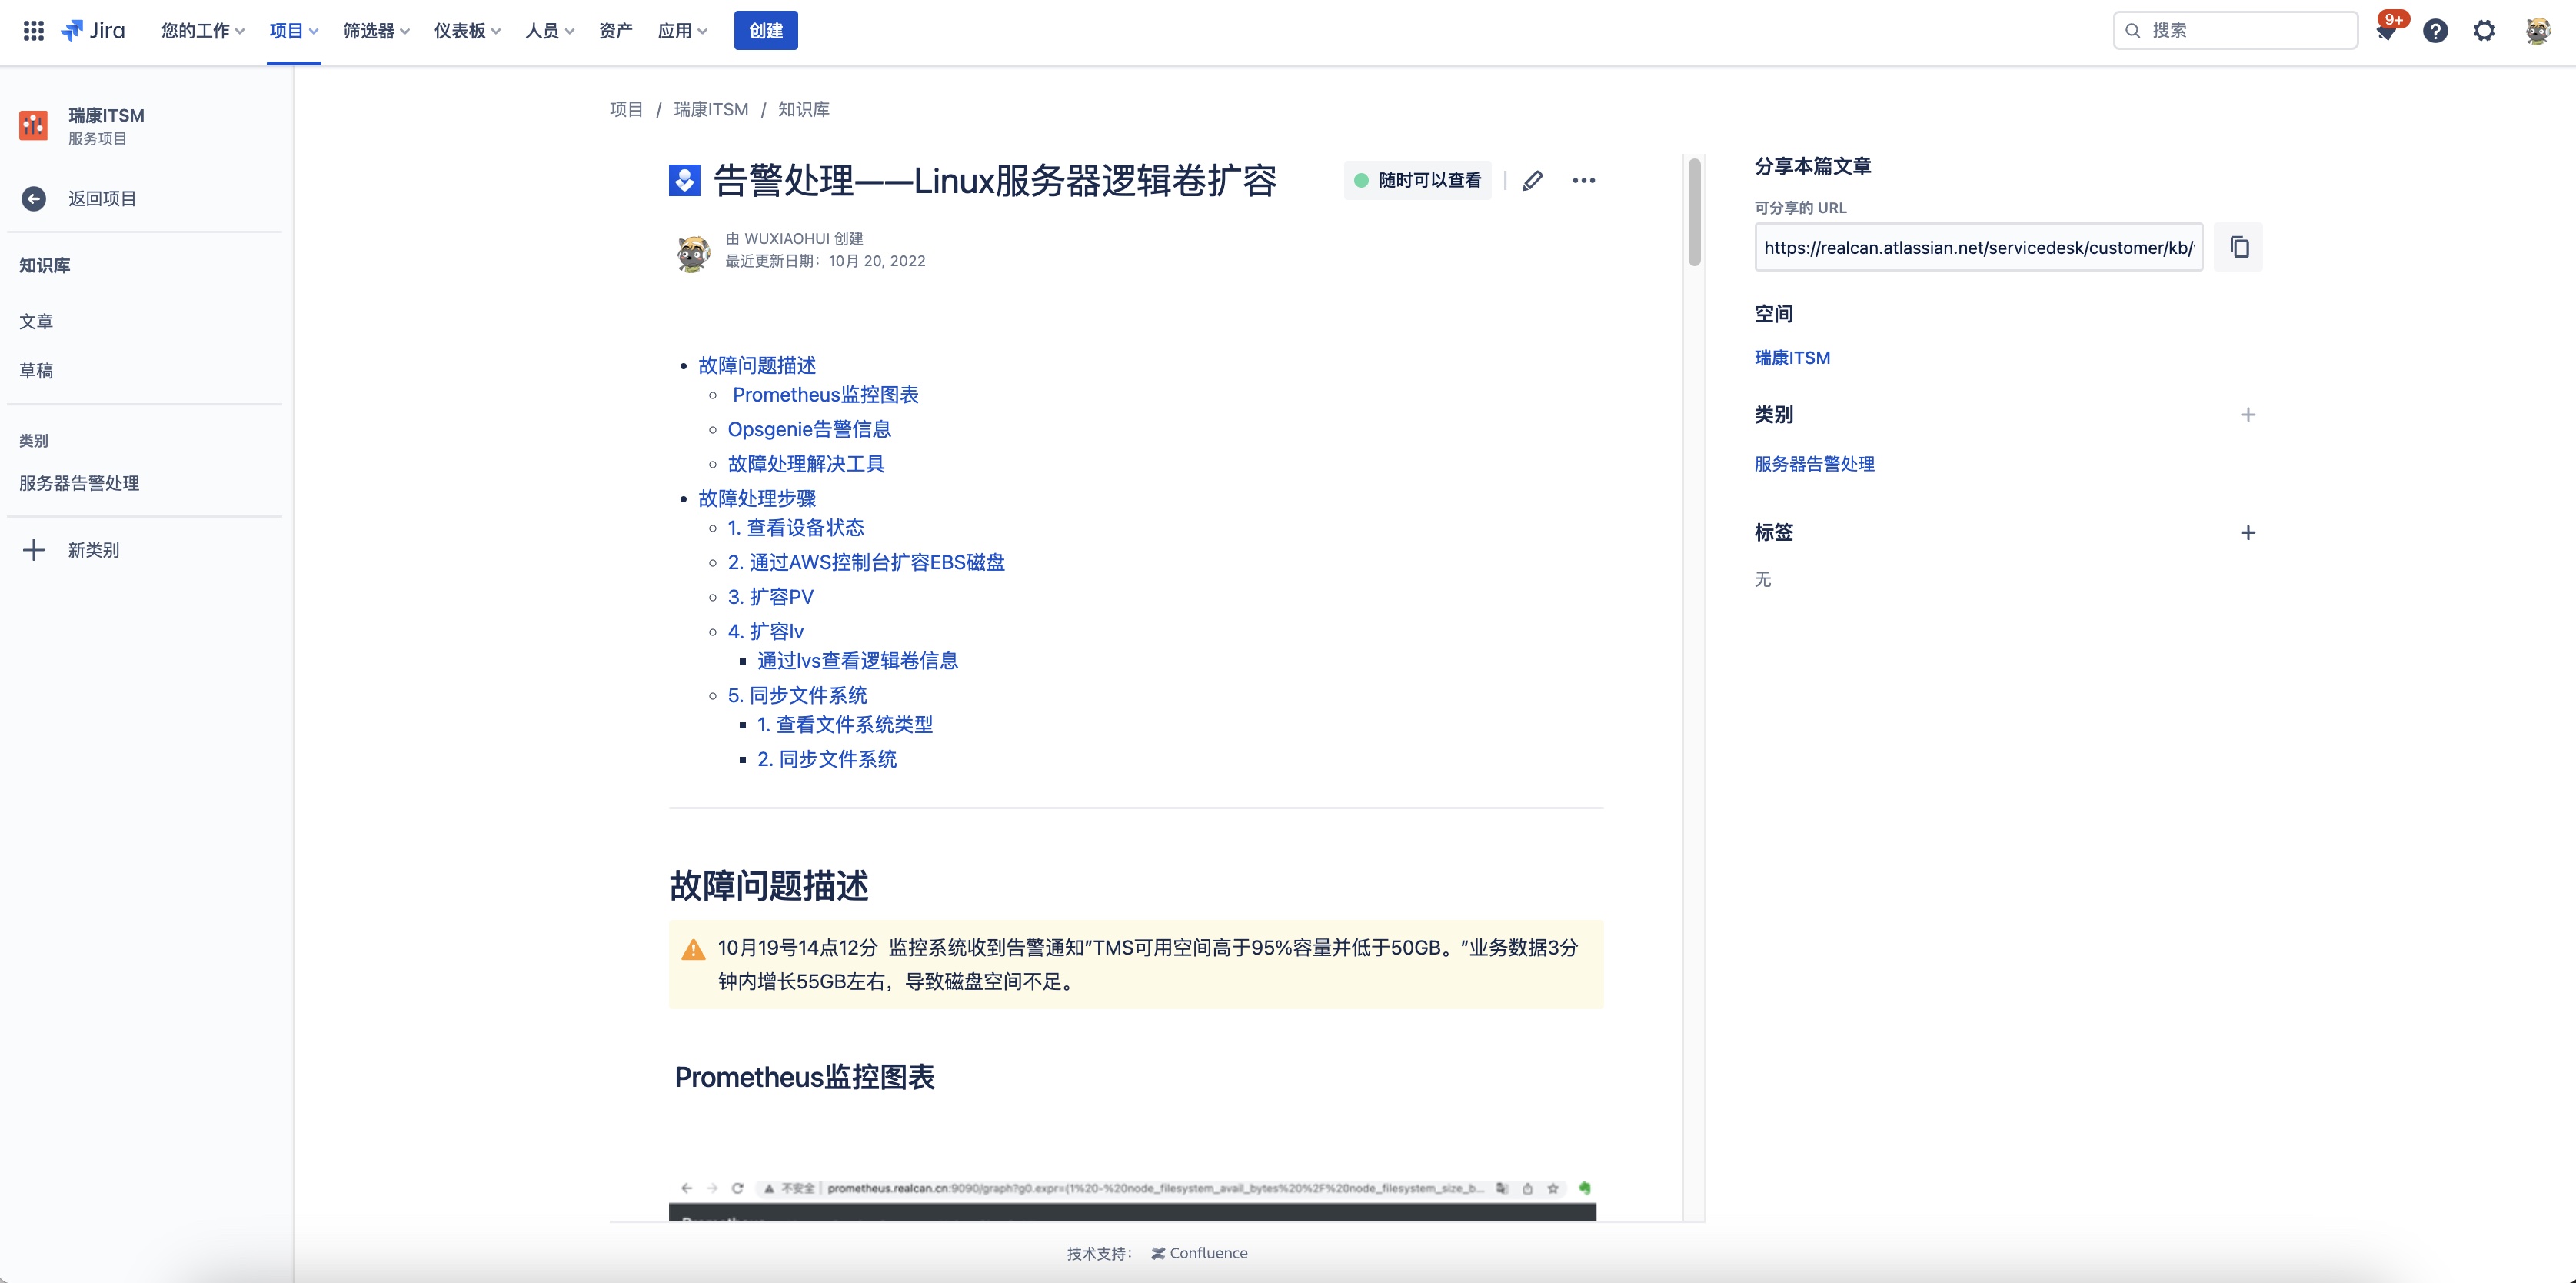 Jira
您的工作
项目
筛选器
仪表板
人员
资产
应用
创建
搜索
9+
瑞康ITSM
服务项目
返回项目
知识库
文章
草稿
类别
服务器告警处理
新类别
项目 / 瑞康ITSM / 知识库
告警处理——Linux服务器逻辑卷扩容
随时可以查看
由 WUXIAOHUI 创建
最近更新日期：10月 20, 2022
故障问题描述
Prometheus监控图表
Opsgenie告警信息
故障处理解决工具
故障处理步骤
1. 查看设备状态
2. 通过AWS控制台扩容EBS磁盘
3. 扩容PV
4. 扩容lv
通过lvs查看逻辑卷信息
5. 同步文件系统
1. 查看文件系统类型
2. 同步文件系统
故障问题描述
10月19号14点12分 监控系统收到告警通知"TMS可用空间高于95%容量并低于50GB。"业务数据3分
钟内增长55GB左右，导致磁盘空间不足。
Prometheus监控图表
不安全 | prometheus.realcan.cn:9090/graph?g0.expr=(1%20-%20node_filesystem_avail_bytes%20%2F%20node_filesystem_size_b...
技术支持： Confluence
分享本篇文章
可分享的 URL
https://realcan.atlassian.net/servicedesk/customer/kb/
空间
瑞康ITSM
类别
服务器告警处理
标签
无